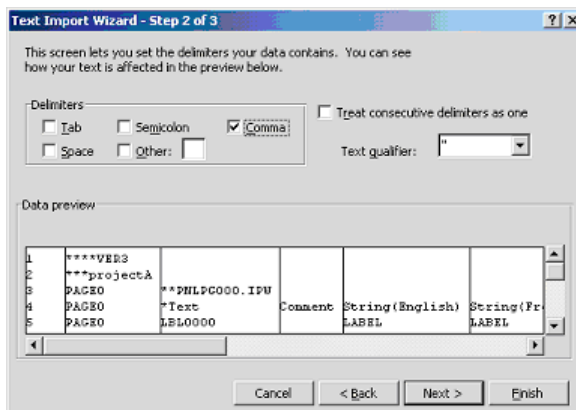 Text Import Wizard - Step 2 of 3
This screen lets you set the delimiters your data contains. You can see
how your text is affected in the preview below.
Delimiters
Tab Semicolon Comma
Space Other:
Treat consecutive delimiters as one
Text qualifier: "
Data preview
1 ****VER3
2 ***projectA
3 PAGE0 **PNLPG000.IPW
4 PAGE0 *Text Comment String(English) String(Fr
5 PAGE0 LBL0000 LABEL LABEL
Cancel < Back Next > Finish